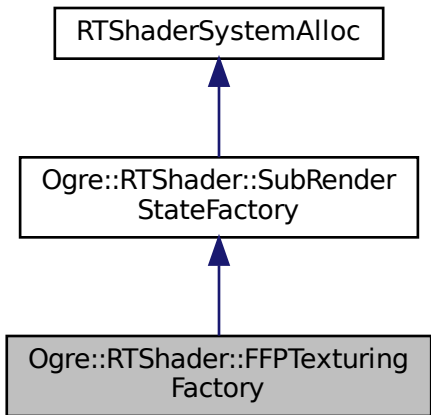 RTShaderSystemAlloc
Ogre::RTShader::SubRender
StateFactory
Ogre::RTShader::FFPTexturing
Factory